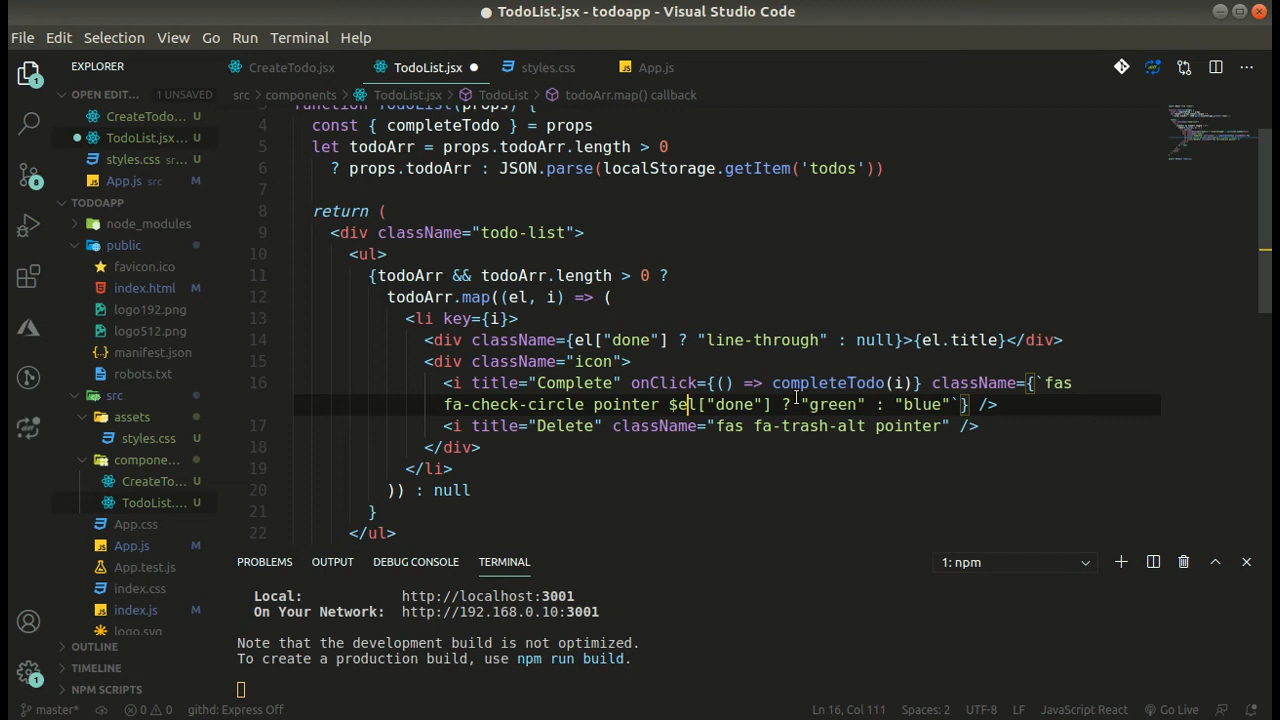 TodoList.jsx - todoapp - Visual Studio Code
File Edit Selection View Go Run Terminal Help
EXPLORER
CreateTodo.jsx
TodoList.jsx
styles.css
App.js
OPEN EDIT... 1 UNSAVED
src components TodoList.jsx TodoList todoArr.map() callback
CreateTodo...
TodoList.jsx...
styles.css sr...
App.js src
TODOAPP
node_modules
public
favicon.ico
index.html M
logo192.png
logo512.png
manifest.json
robots.txt
src
assets
styles.css U
compone...
CreateTo... U
TodoList.... U
App.css
App.js M
App.test.js
index.css
index.js M
logo.svg
OUTLINE
TIMELINE
NPM SCRIPTS
function TodoList(props) {
4 const { completeTodo } = props
5 let todoArr = props.todoArr.length > 0
6 ? props.todoArr : JSON.parse(localStorage.getItem('todos'))
7
8 return (
9 <div className="todo-list">
10 <ul>
11 {todoArr && todoArr.length > 0 ?
12 todoArr.map((el, i) => (
13 <li key={i}>
14 <div className={el["done"] ? "line-through" : null}>{el.title}</div>
15 <div className="icon">
16 <i title="Complete" onClick={() => completeTodo(i)} className={`fas
fa-check-circle pointer $el["done"] ? "green" : "blue"`} />
17 <i title="Delete" className="fas fa-trash-alt pointer" />
18 </div>
19 </li>
20 )) : null
21 }
22 </ul>
PROBLEMS OUTPUT DEBUG CONSOLE TERMINAL
1: npm
Local: http://localhost:3001
On Your Network: http://192.168.0.10:3001
Note that the development build is not optimized.
To create a production build, use npm run build.
master* 0 0 githd: Express Off
Ln 16, Col 111 Spaces: 2 UTF-8 LF JavaScript React Go Live